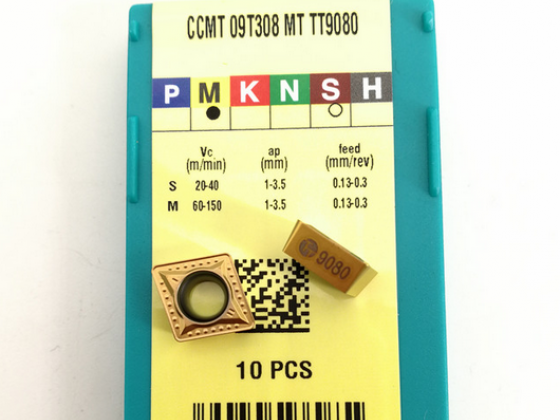 CCMT 09T308 MT TT9080
P M K N S H
Vc ap feed
(m/min) (mm) (mm/rev)
S 20-40 1-3.5 0.13-0.3
M 60-150 1-3.5 0.13-0.3
9080
10 PCS